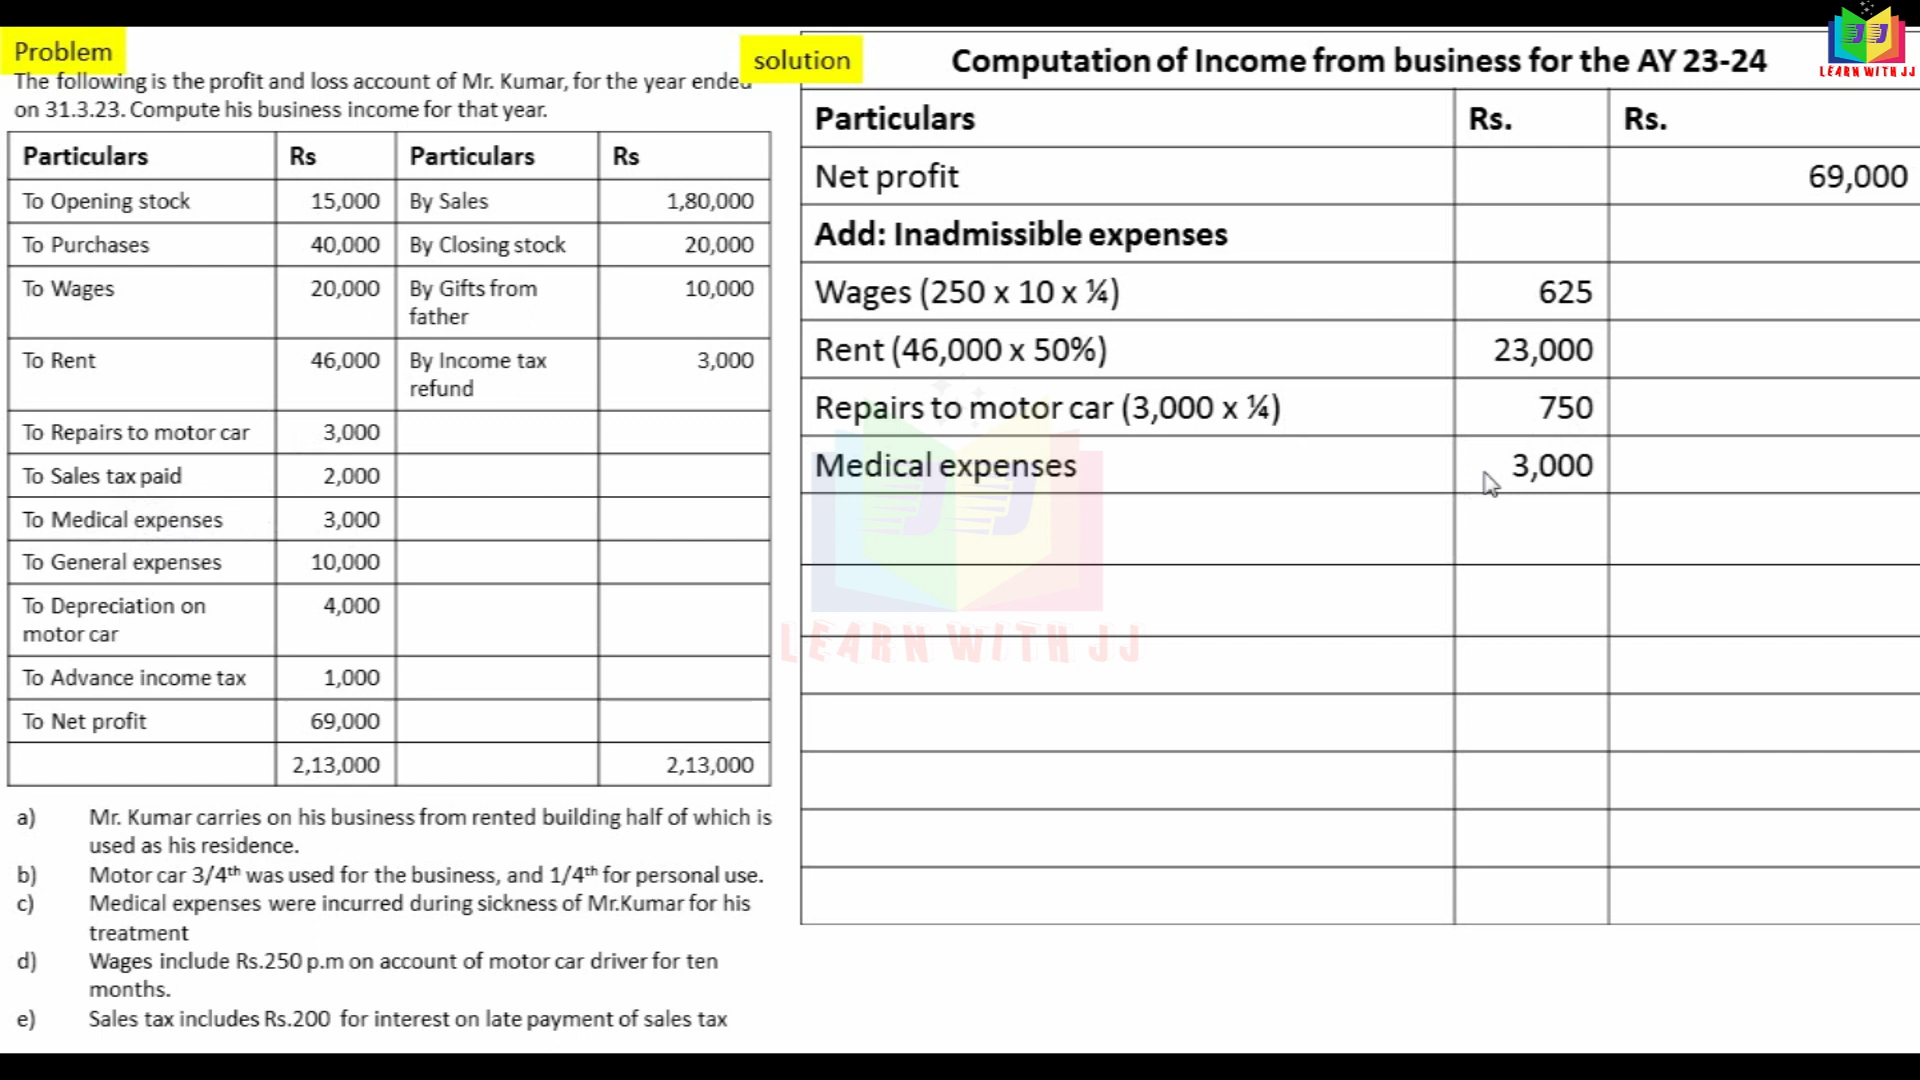 Problem
The following is the profit and loss account of Mr. Kumar, for the year ended
on 31.3.23. Compute his business income for that year.
Particulars Rs Particulars Rs
To Opening stock 15,000 By Sales 1,80,000
To Purchases 40,000 By Closing stock 20,000
To Wages 20,000 By Gifts from 10,000
father
To Rent 46,000 By Income tax 3,000
refund
To Repairs to motor car 3,000
To Sales tax paid 2,000
To Medical expenses 3,000
To General expenses 10,000
To Depreciation on 4,000
motor car
To Advance income tax 1,000
To Net profit 69,000
2,13,000 2,13,000
a) Mr. Kumar carries on his business from rented building half of which is
used as his residence.
b) Motor car 3/4th was used for the business, and 1/4th for personal use.
c) Medical expenses were incurred during sickness of Mr.Kumar for his
treatment
d) Wages include Rs.250 p.m on account of motor car driver for ten
months.
e) Sales tax includes Rs.200 for interest on late payment of sales tax
solution
Computation of Income from business for the AY 23-24
Particulars Rs. Rs.
Net profit 69,000
Add: Inadmissible expenses
Wages (250 x 10 x ¼) 625
Rent (46,000 x 50%) 23,000
Repairs to motor car (3,000 x ¼) 750
Medical expenses 3,000
LEARN WITH JJ
LEARN WITH JJ